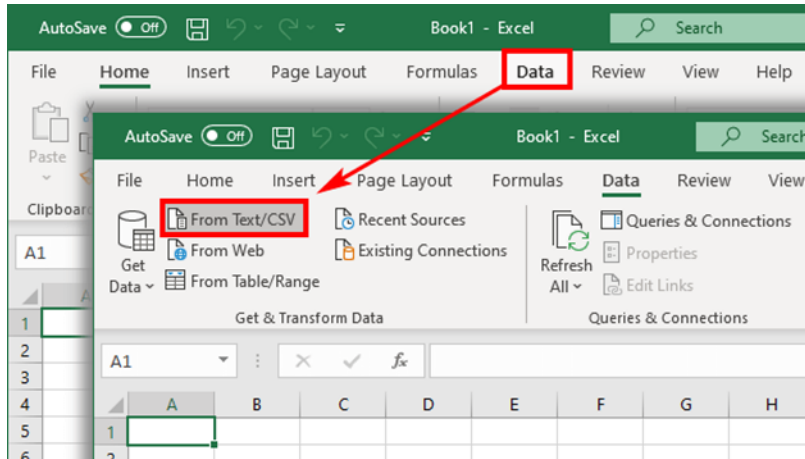 AutoSave Off Book1 - Excel Search
File Home Insert Page Layout Formulas Data Review View Help
Paste
Clipboar
A1
1
2
3
4
5
6
AutoSave Off Book1 - Excel Search
File Home Insert Page Layout Formulas Data Review View
Get Data
From Text/CSV
From Web
From Table/Range
Recent Sources
Existing Connections
Get & Transform Data
Refresh All
Queries & Connections
Properties
Edit Links
Queries & Connections
A1 fx
A B C D E F G H
1
2